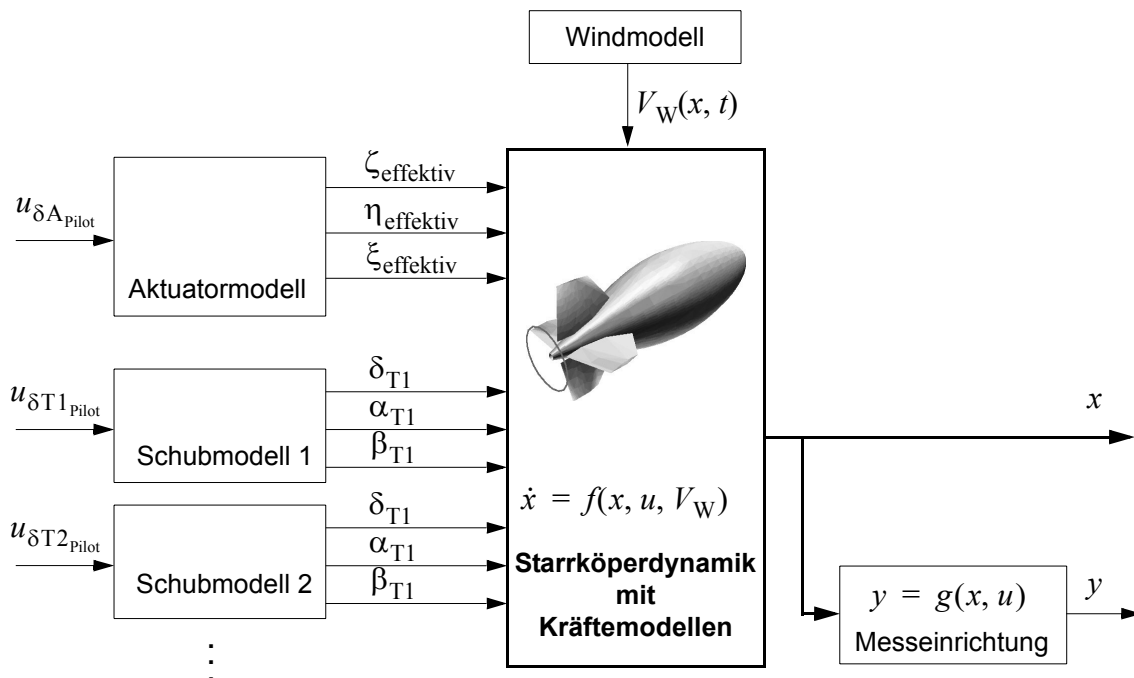 Windmodell
V_W(x, t)
u_δA_Pilot
ζ_effektiv
η_effektiv
ξ_effektiv
Aktuatormodell
u_δT1_Pilot
δ_T1
α_T1
β_T1
Schubmodell 1
u_δT2_Pilot
δ_T1
α_T1
β_T1
Schubmodell 2
ẋ = f(x, u, V_W)
Starrköperdynamik
mit
Kräftemodellen
x
y = g(x, u)
Messeinrichtung
y